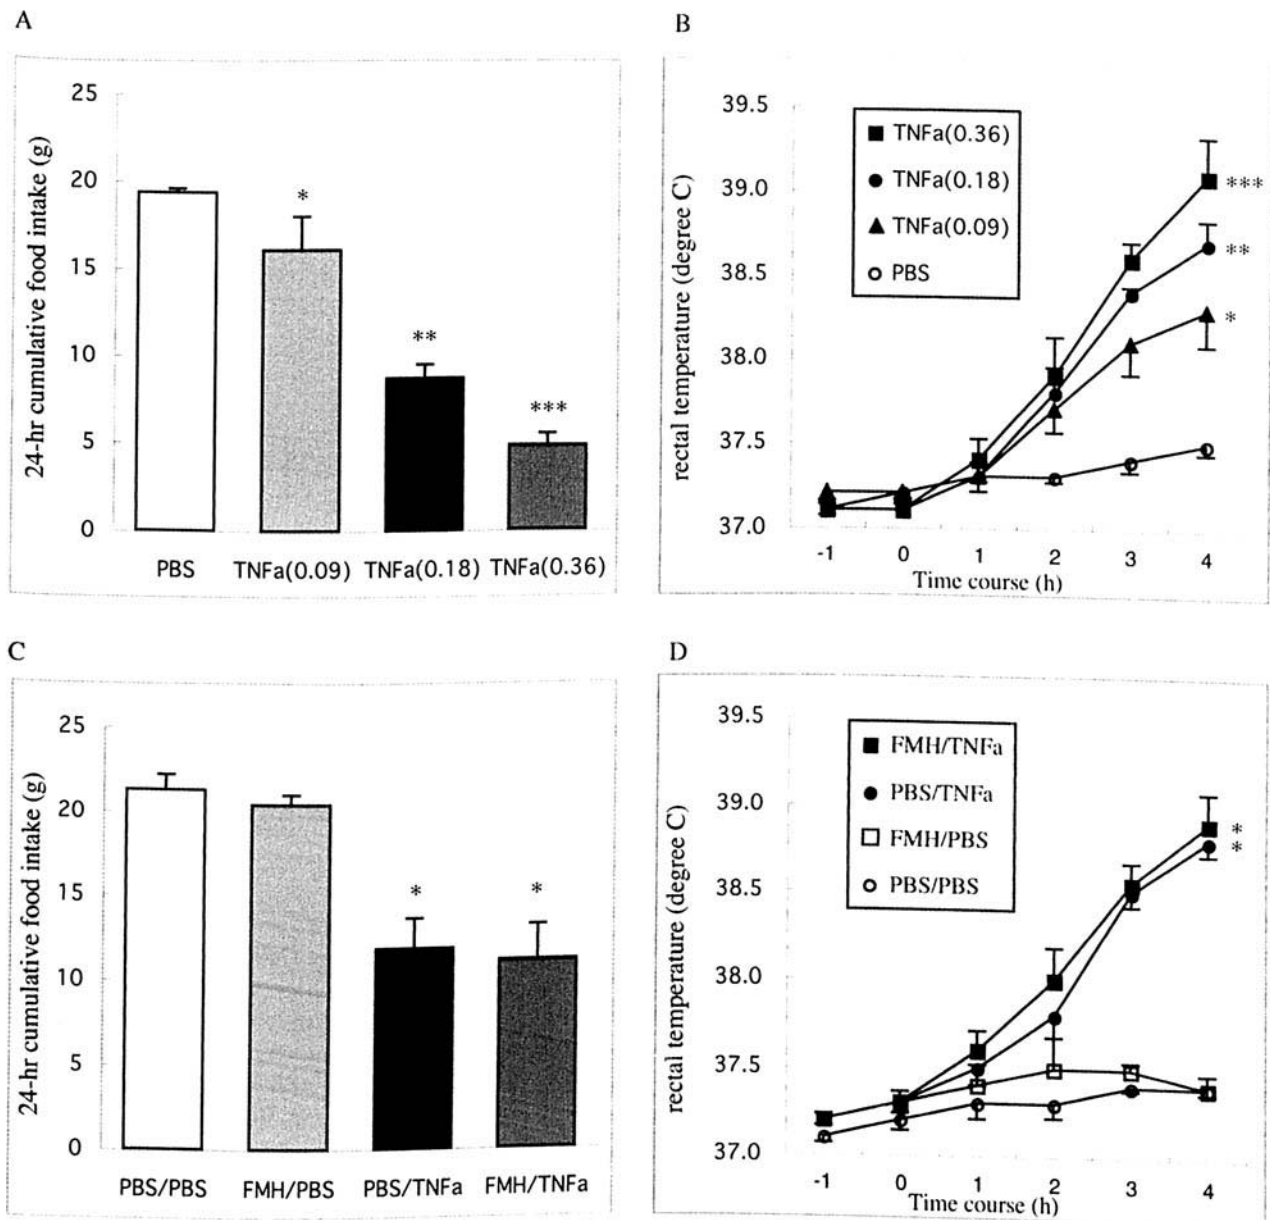 A
24-hr cumulative food intake (g)
25
20
15
10
5
0
*
**
***
PBS TNFa(0.09) TNFa(0.18) TNFa(0.36)
B
rectal temperature (degree C)
39.5
39.0
38.5
38.0
37.5
37.0
TNFa(0.36)
TNFa(0.18)
TNFa(0.09)
PBS
***
**
*
-1 0 1 2 3 4
Time course (h)
C
24-hr cumulative food intake (g)
25
20
15
10
5
0
* *
PBS/PBS FMH/PBS PBS/TNFa FMH/TNFa
D
rectal temperature (degree C)
39.5
39.0
38.5
38.0
37.5
37.0
FMH/TNFa
PBS/TNFa
FMH/PBS
PBS/PBS
*
*
-1 0 1 2 3 4
Time course (h)